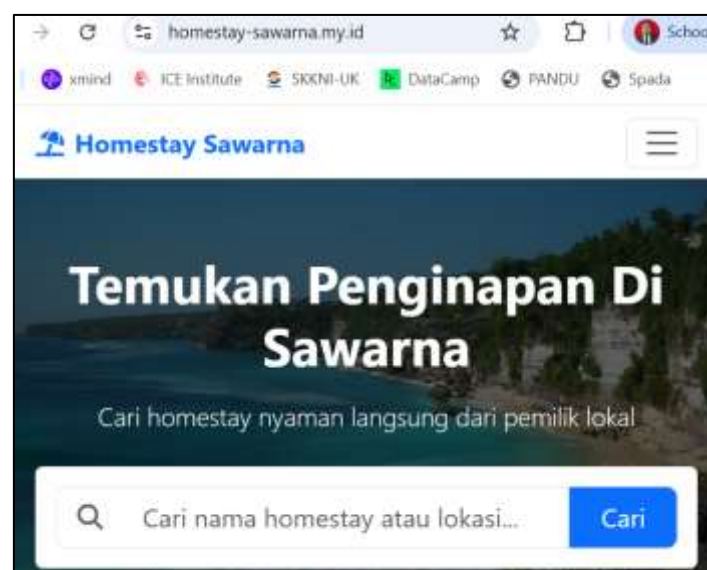 homestay-sawarna.my.id
Schoo
xmind ICE Institute SKKNI-UK DataCamp PANDU Spada
Homestay Sawarna
Temukan Penginapan Di
Sawarna
Cari homestay nyaman langsung dari pemilik lokal
Cari nama homestay atau lokasi... Cari